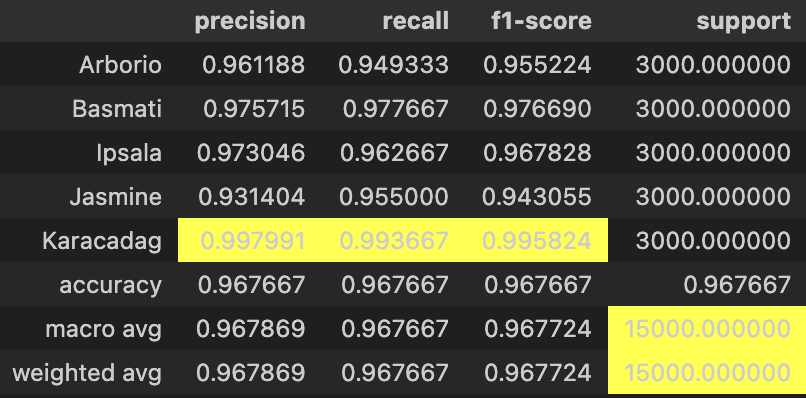 precision recall f1-score support
Arborio 0.961188 0.949333 0.955224 3000.000000
Basmati 0.975715 0.977667 0.976690 3000.000000
Ipsala 0.973046 0.962667 0.967828 3000.000000
Jasmine 0.931404 0.955000 0.943055 3000.000000
Karacadag 0.997991 0.993667 0.995824 3000.000000
accuracy 0.967667 0.967667 0.967667 0.967667
macro avg 0.967869 0.967667 0.967724 15000.000000
weighted avg 0.967869 0.967667 0.967724 15000.000000